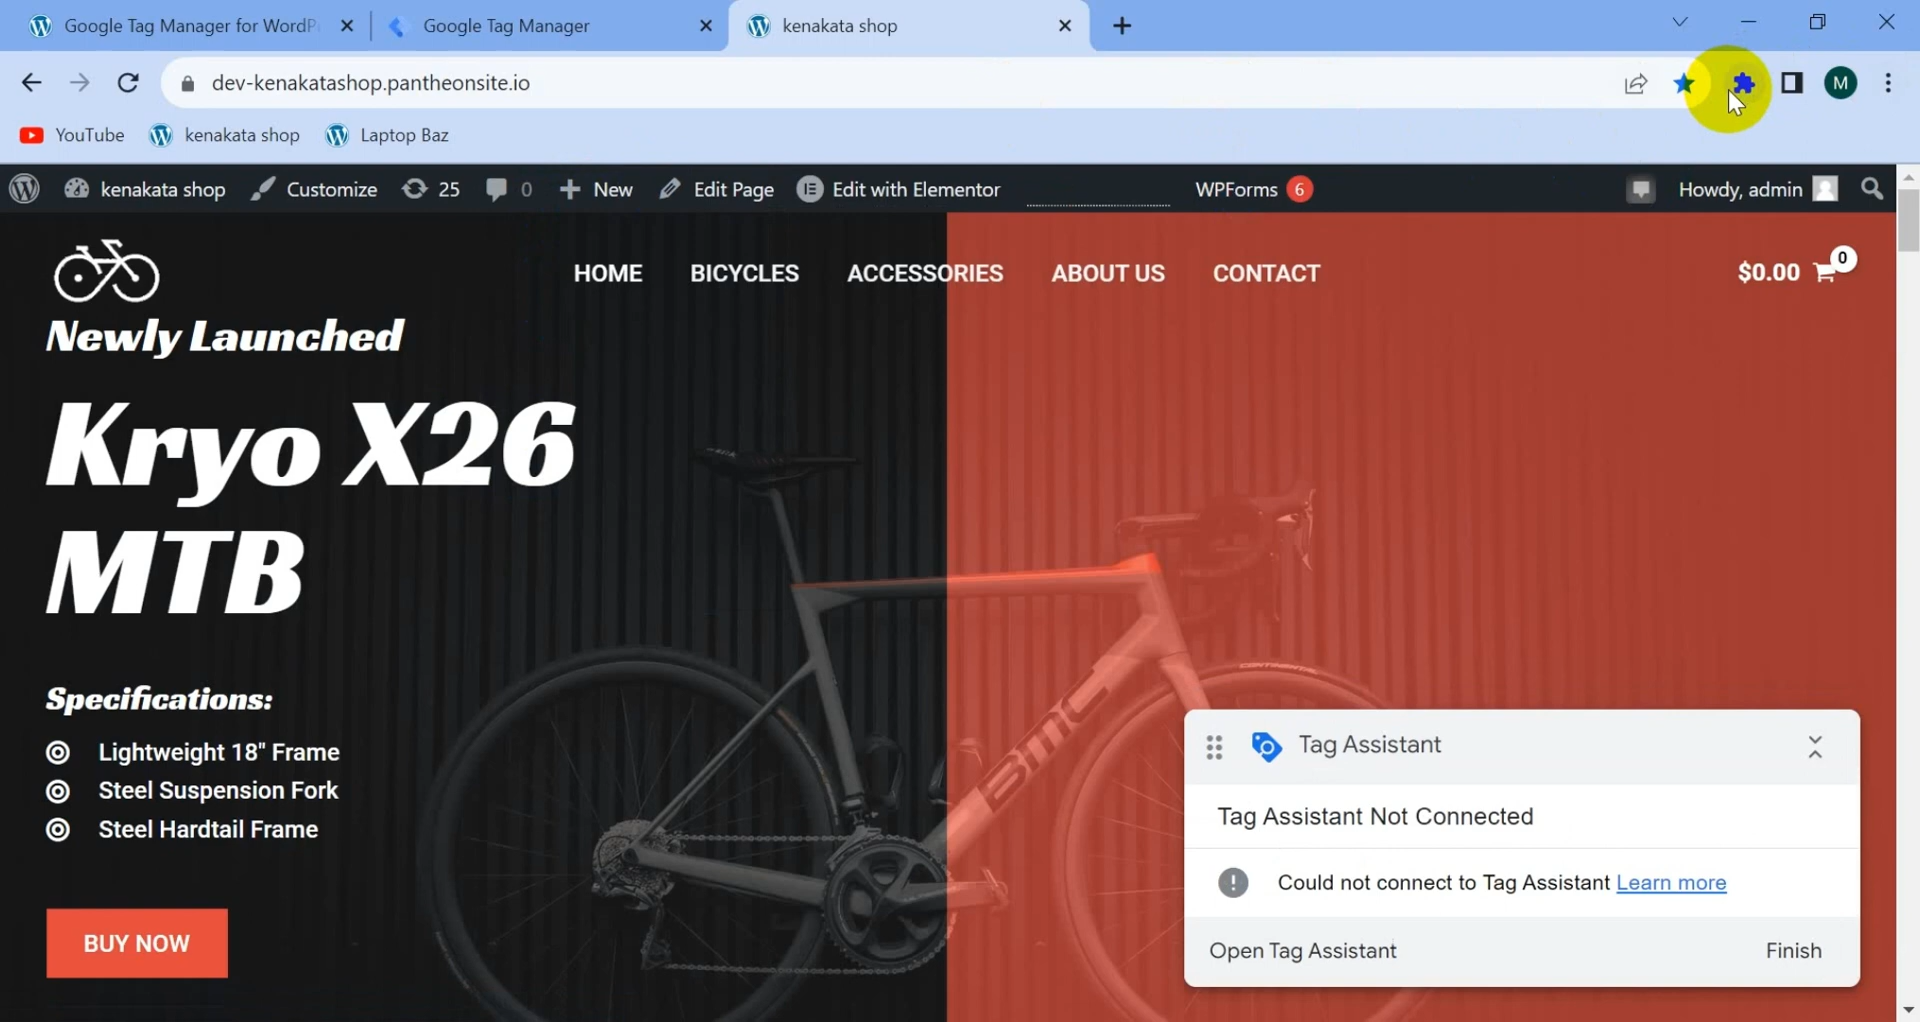 Google Tag Manager for WordP
Google Tag Manager
kenakata shop
dev-kenakatashop.pantheonsite.io
M
YouTube
kenakata shop
Laptop Baz
kenakata shop
Customize
25
0
New
Edit Page
Edit with Elementor
WPForms 6
Howdy, admin
HOME
BICYCLES
ACCESSORIES
ABOUT US
CONTACT
$0.00
0
Newly Launched
Kryo X26
MTB
Specifications:
Lightweight 18" Frame
Steel Suspension Fork
Steel Hardtail Frame
BUY NOW
BMC
CONTINENTAL
Tag Assistant
Tag Assistant Not Connected
Could not connect to Tag Assistant Learn more
Open Tag Assistant
Finish